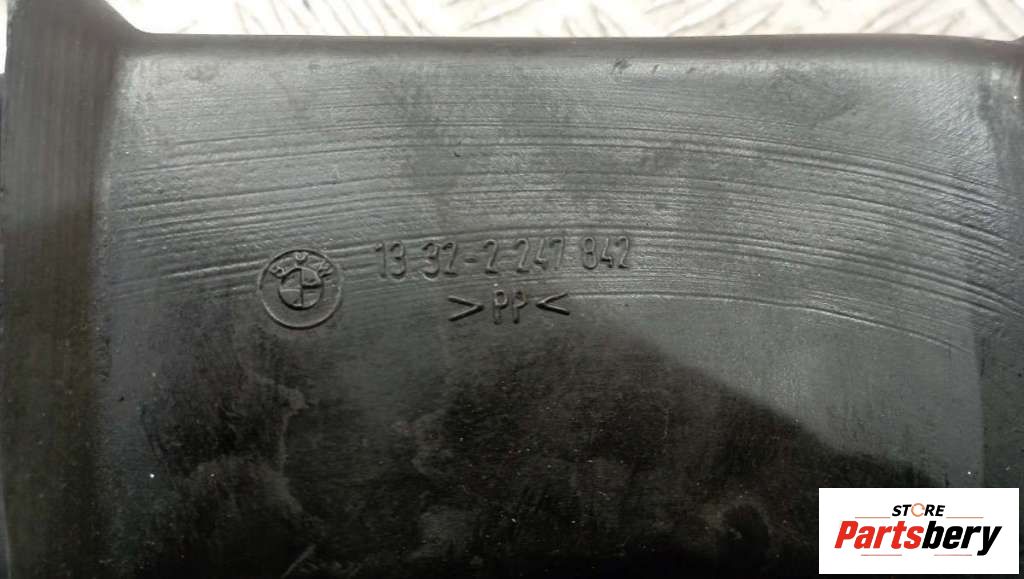 BMW
13 32-2 247 842
>PP<
STORE
Partsbery